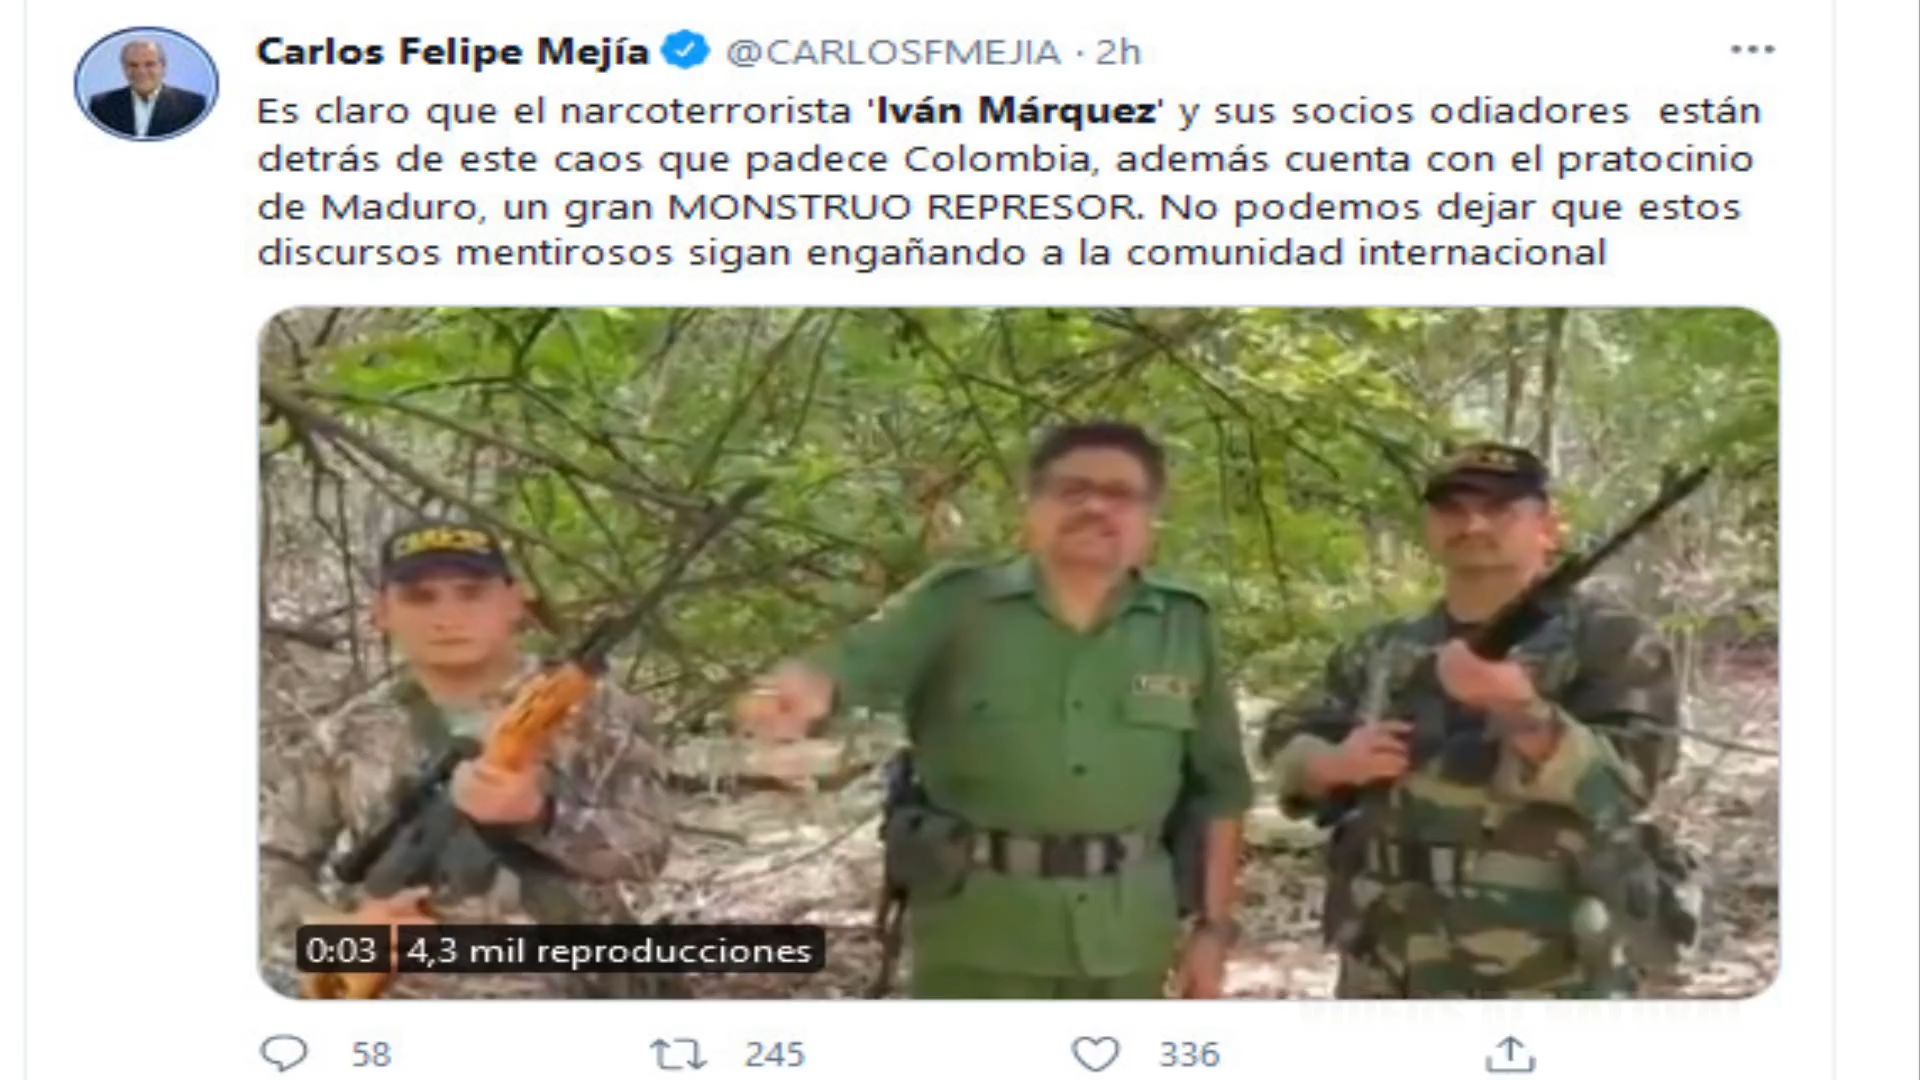 Carlos Felipe Mejía @CARLOSFMEJIA · 2h
Es claro que el narcoterrorista 'Iván Márquez' y sus socios odiadores están
detrás de este caos que padece Colombia, además cuenta con el pratocinio
de Maduro, un gran MONSTRUO REPRESOR. No podemos dejar que estos
discursos mentirosos sigan engañando a la comunidad internacional
0:03 4,3 mil reproducciones
58 245 336